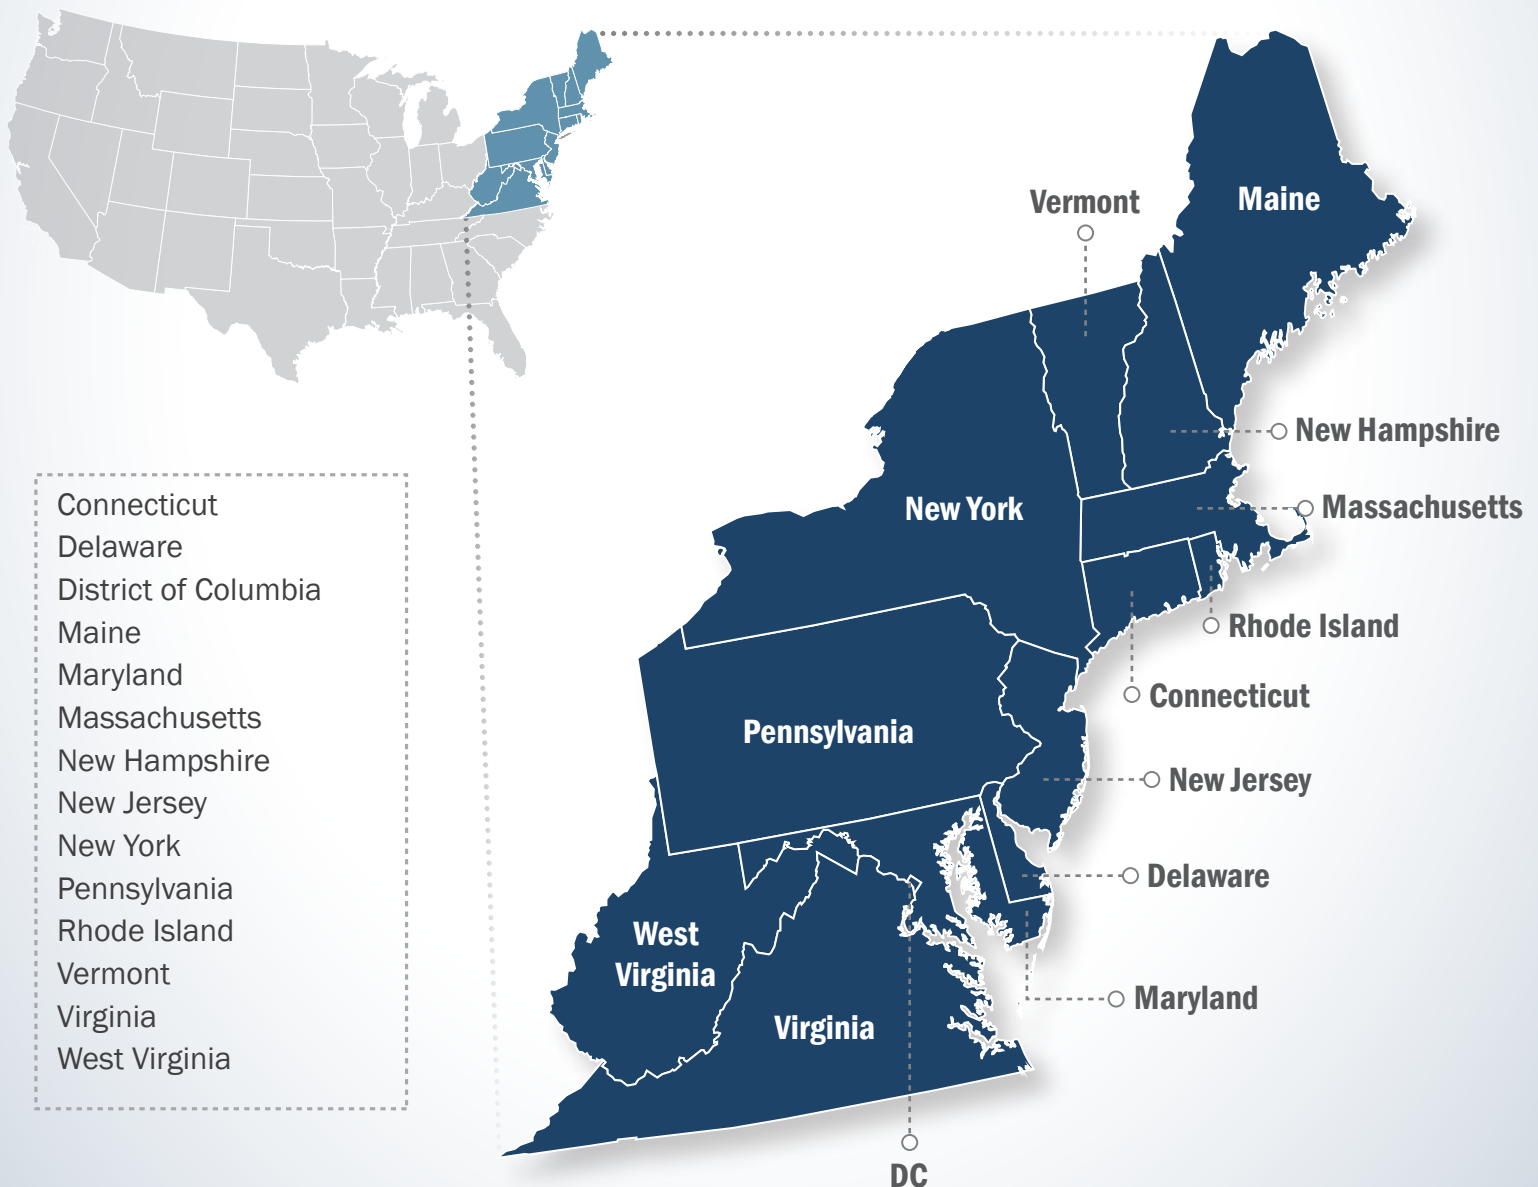 Connecticut
Delaware
District of Columbia
Maine
Maryland
Massachusetts
New Hampshire
New Jersey
New York
Pennsylvania
Rhode Island
Vermont
Virginia
West Virginia
Vermont
Maine
New Hampshire
New York
Massachusetts
Rhode Island
Connecticut
Pennsylvania
New Jersey
Delaware
West
Virginia
Maryland
Virginia
DC